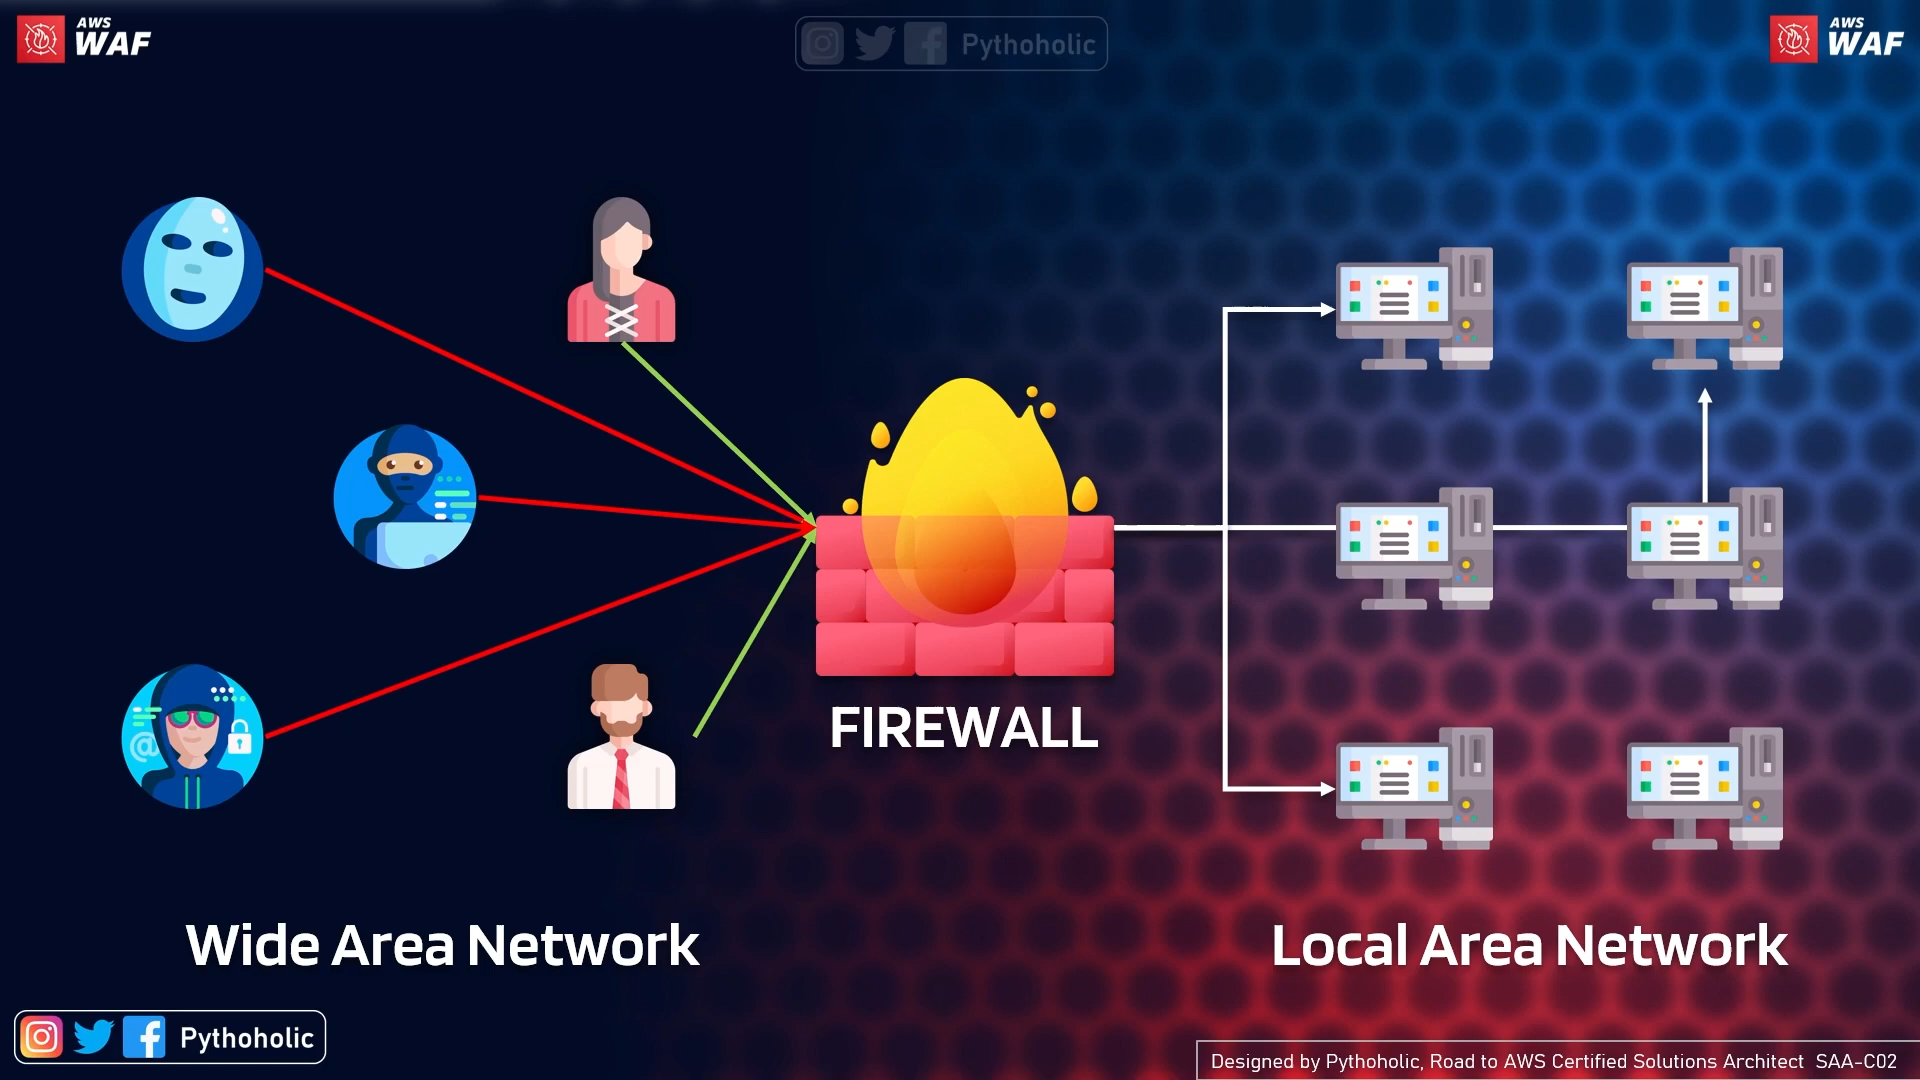 AWS
WAF
Pythoholic
AWS
WAF
@
FIREWALL
Wide Area Network
Local Area Network
Pythoholic
Designed by Pythoholic, Road to AWS Certified Solutions Architect SAA-C02